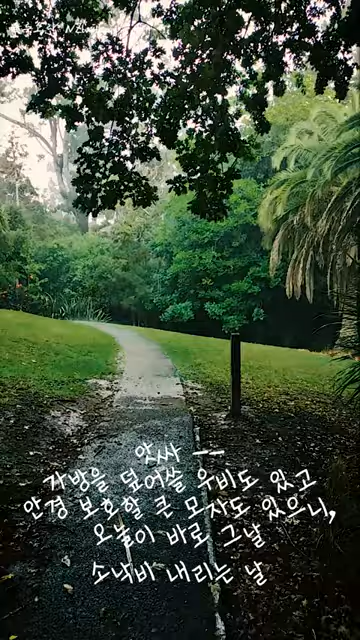 앗싸 ——
가방을 덮어쓸 우비도 있고
안경 보호할 큰 모자도 있으니,
오늘이 바로 그날
소낙비 내리는 날